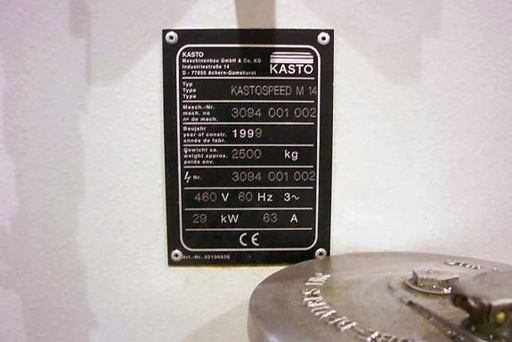 KASTO
Maschinenbau GmbH & Co. KG
Industriestraße 14
D - 77855 Achern-Gamshurst
KASTO
Typ
Type
Type
KASTOSPEED M 14
Masch.-Nr.
mach. no
no de mach.
3094 001 002
Baujahr
year of constr.
année de fabr.
1999
Gewicht ca.
weight approx.
poids env.
2500 kg
Nr.
3094 001 002
460 V 60 Hz 3~
29 kW 63 A
CE
Art.-Nr.